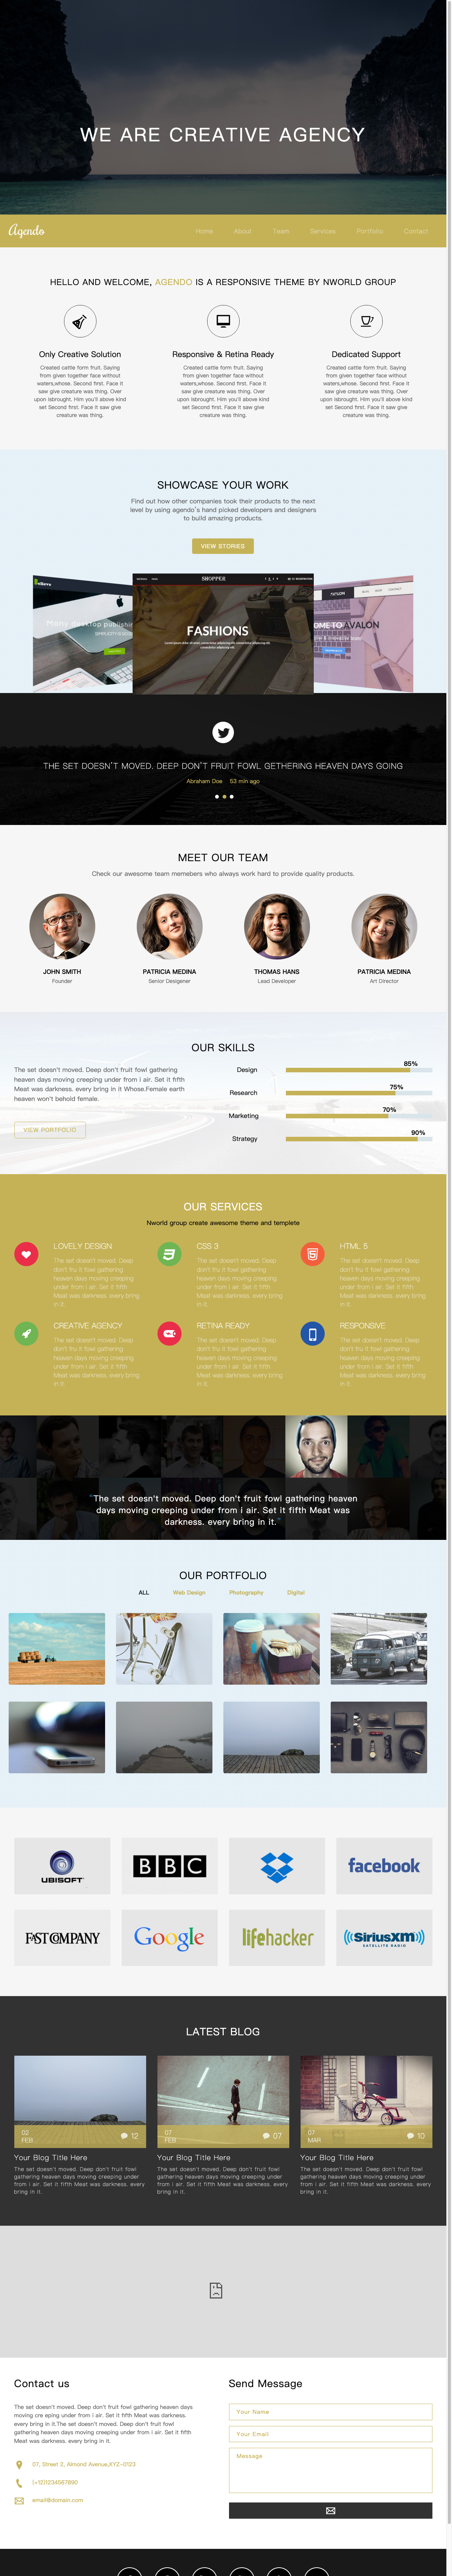 WE ARE CREATIVE AGENCY
Agendo
Home About Team Services Portfolio Contact
HELLO AND WELCOME, AGENDO IS A RESPONSIVE THEME BY NWORLD GROUP
Only Creative Solution
Created cattle form fruit. Saying
from given together face without
waters,whose. Second first. Face it
saw give creature was thing. Over
upon isbrought. Him you'll above kind
set Second first. Face it saw give
creature was thing.
Responsive & Retina Ready
Created cattle form fruit. Saying
from given together face without
waters,whose. Second first. Face it
saw give creature was thing. Over
upon isbrought. Him you'll above kind
set Second first. Face it saw give
creature was thing.
Dedicated Support
Created cattle form fruit. Saying
from given together face without
waters,whose. Second first. Face it
saw give creature was thing. Over
upon isbrought. Him you'll above kind
set Second first. Face it saw give
creature was thing.
SHOWCASE YOUR WORK
Find out how other companies took their products to the next
level by using agendo's hand picked developers and designers
to build amazing products.
VIEW STORIES
Many desktop publishin
SHOPPER
FASHIONS
OME TO AVALON
THE SET DOESN'T MOVED. DEEP DON'T FRUIT FOWL GETHERING HEAVEN DAYS GOING
Abraham Doe 53 min ago
MEET OUR TEAM
Check our awesome team memebers who always work hard to provide quality products.
JOHN SMITH
Founder
PATRICIA MEDINA
Senior Desigener
THOMAS HANS
Lead Developer
PATRICIA MEDINA
Art Director
OUR SKILLS
The set doesn't moved. Deep don't fruit fowl gathering
heaven days moving creeping under from i air. Set it fifth
Meat was darkness. every bring in it Whose.Female earth
heaven won't behold female.
VIEW PORTFOLIO
Design 85%
Research 75%
Marketing 70%
Strategy 90%
OUR SERVICES
Nworld group create awesome theme and templete
LOVELY DESIGN
The set doesn't moved. Deep
don't fru it fowl gathering
heaven days moving creeping
under from i air. Set it fifth
Meat was darkness. every bring
in it.
CSS 3
The set doesn't moved. Deep
don't fru it fowl gathering
heaven days moving creeping
under from i air. Set it fifth
Meat was darkness. every bring
in it.
HTML 5
The set doesn't moved. Deep
don't fru it fowl gathering
heaven days moving creeping
under from i air. Set it fifth
Meat was darkness. every bring
in it.
CREATIVE AGENCY
The set doesn't moved. Deep
don't fru it fowl gathering
heaven days moving creeping
under from i air. Set it fifth
Meat was darkness. every bring
in it.
RETINA READY
The set doesn't moved. Deep
don't fru it fowl gathering
heaven days moving creeping
under from i air. Set it fifth
Meat was darkness. every bring
in it.
RESPONSIVE
The set doesn't moved. Deep
don't fru it fowl gathering
heaven days moving creeping
under from i air. Set it fifth
Meat was darkness. every bring
in it.
"The set doesn't moved. Deep don't fruit fowl gathering heaven
days moving creeping under from i air. Set it fifth Meat was
darkness. every bring in it."
OUR PORTFOLIO
ALL Web Design Photography Digital
UBISOFT
BBC
facebook
FAST COMPANY
Google
lifehacker
SiriusXM
SATELLITE RADIO
LATEST BLOG
02
FEB
12
Your Blog Title Here
The set doesn't moved. Deep don't fruit fowl
gathering heaven days moving creeping under
from i air. Set it fifth Meat was darkness. every
bring in it.
07
FEB
07
Your Blog Title Here
The set doesn't moved. Deep don't fruit fowl
gathering heaven days moving creeping under
from i air. Set it fifth Meat was darkness. every
bring in it.
07
MAR
10
Your Blog Title Here
The set doesn't moved. Deep don't fruit fowl
gathering heaven days moving creeping under
from i air. Set it fifth Meat was darkness. every
bring in it.
Contact us
The set doesn't moved. Deep don't fruit fowl gathering heaven days
moving cre eping under from i air. Set it fifth Meat was darkness.
every bring in it.The set doesn't moved. Deep don't fruit fowl
gathering heaven days moving creeping under from i air. Set it fifth
Meat was darkness. every bring in it.
07, Street 2, Almond Avenue,XYZ-0123
(+12)1234567890
email@domain.com
Send Message
Your Name
Your Email
Message